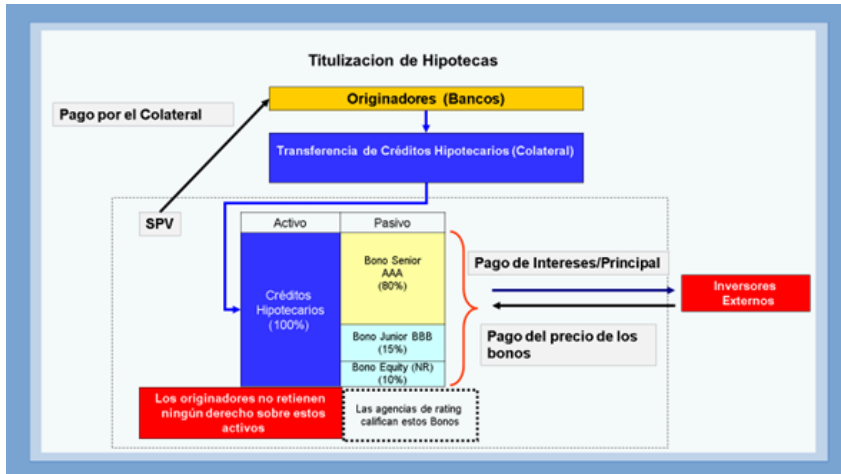 Titulizacion de Hipotecas
Originadores (Bancos)
Pago por el Colateral
Transferencia de Créditos Hipotecarios (Colateral)
SPV
Activo
Pasivo
Bono Senior
AAA
(80%)
Créditos
Hipotecarios
(100%)
Bono Junior BBB
(15%)
Bono Equity (NR)
(10%)
Pago de Intereses/Principal
Inversores
Externos
Pago del precio de los
bonos
Los originadores no retienen
ningún derecho sobre estos
activos
Las agencias de rating
califican estos Bonos